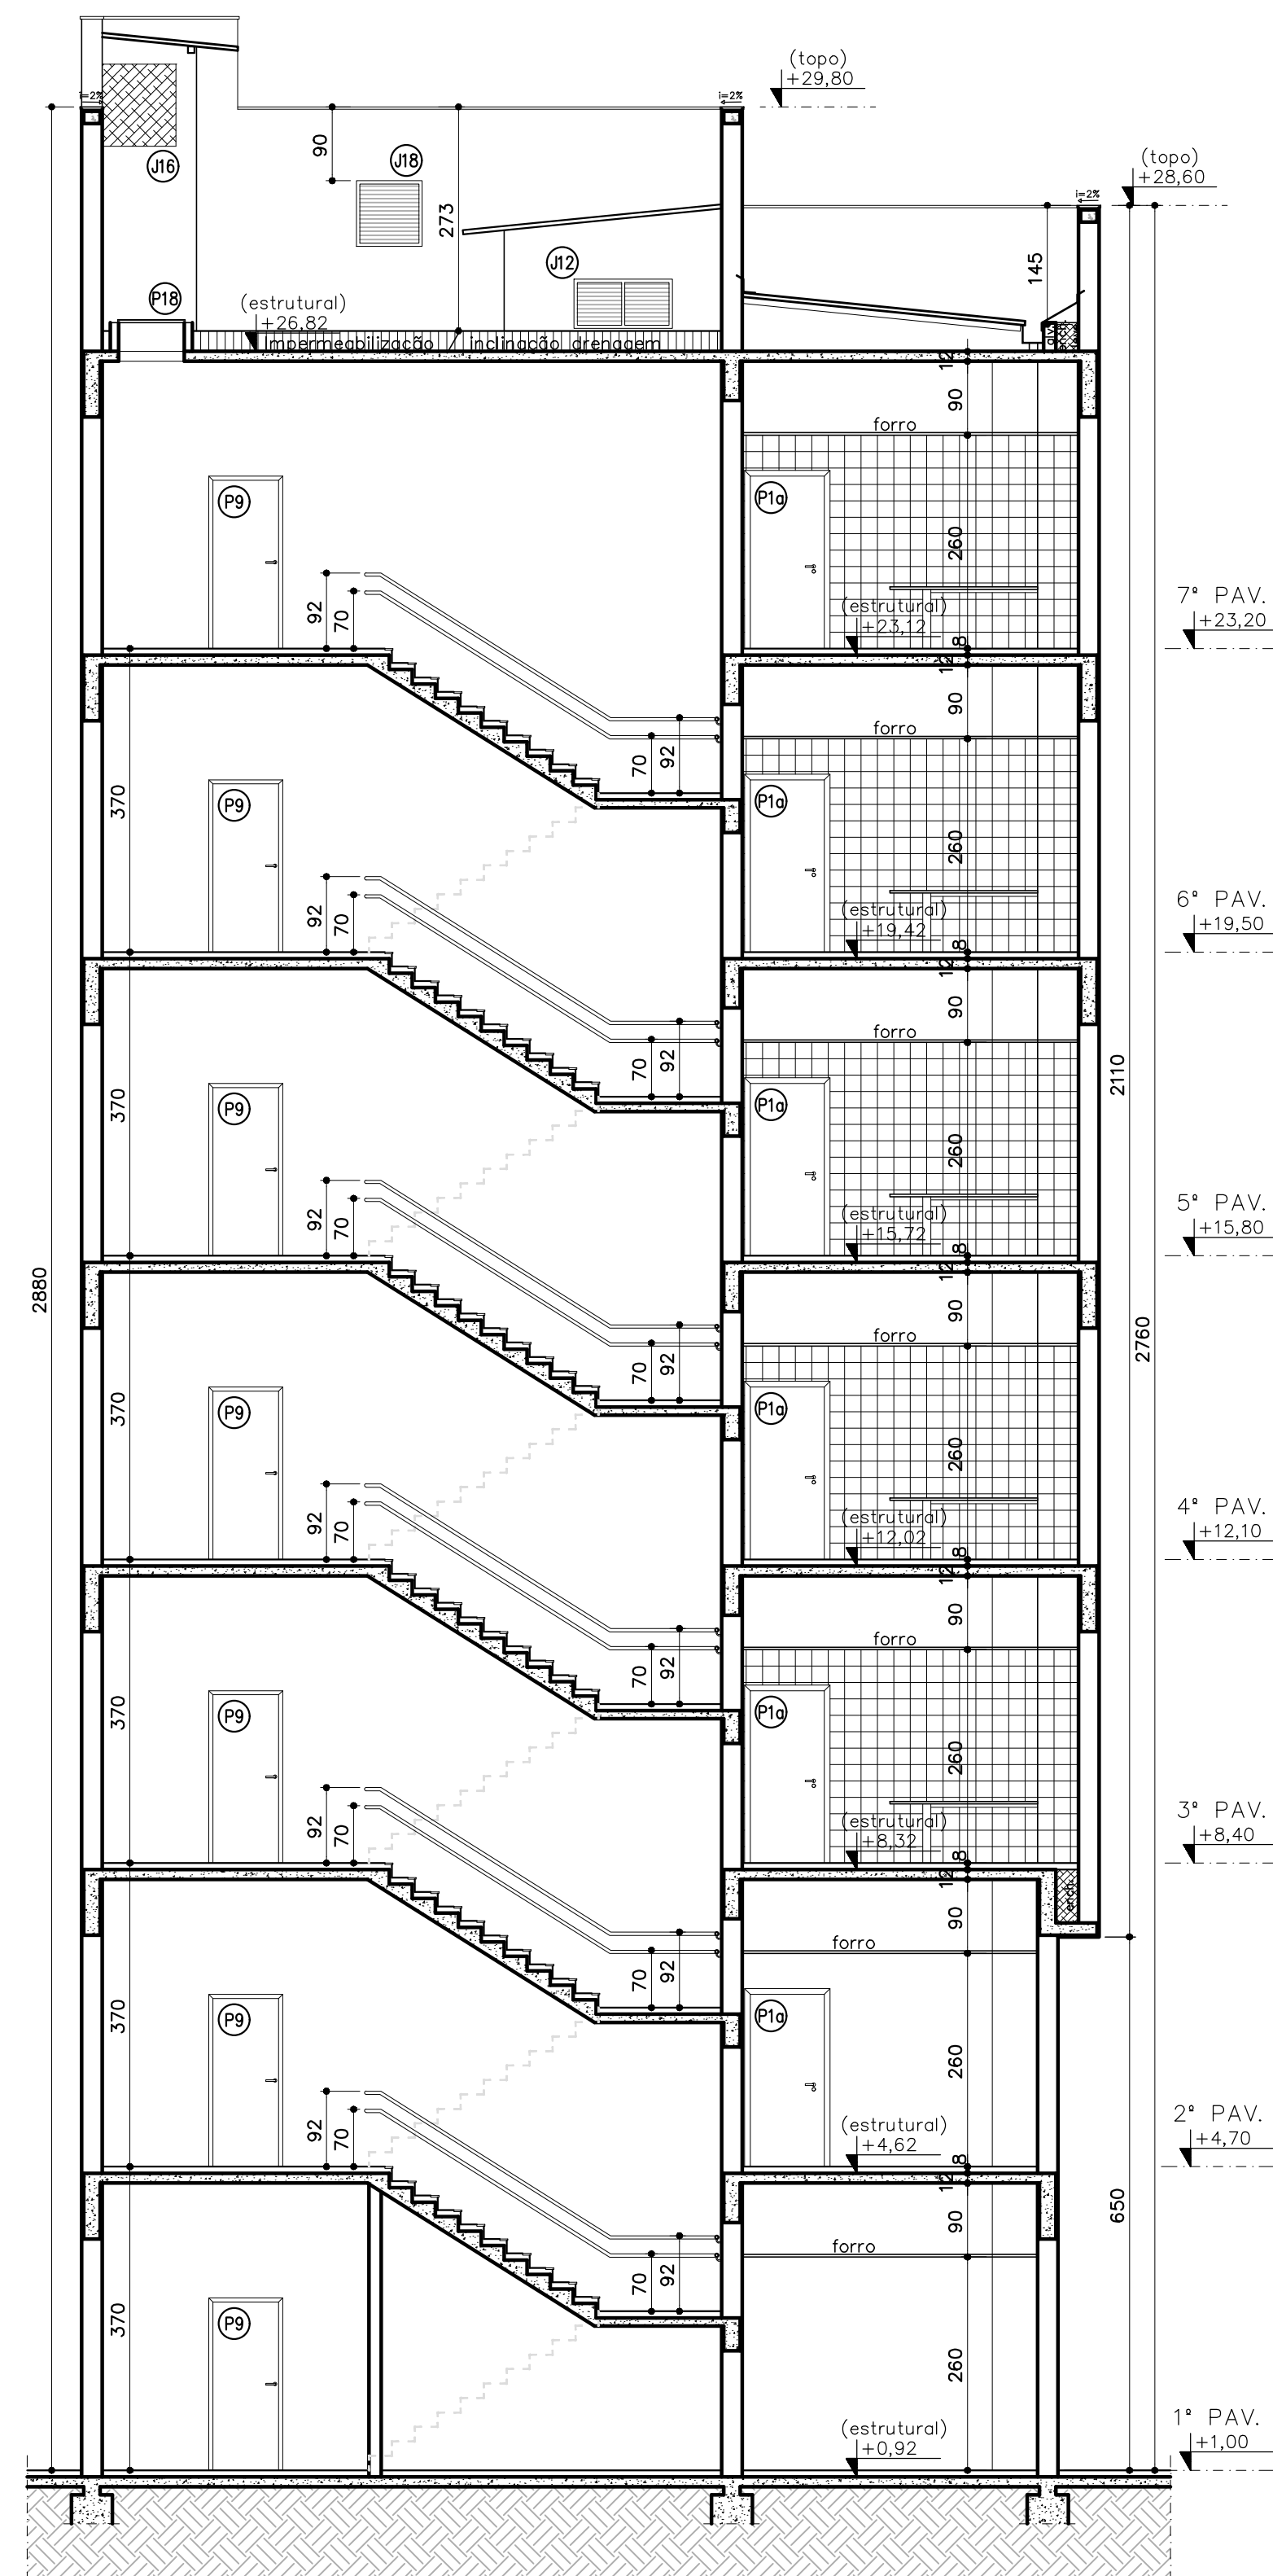 (topo)
+29,80
i=2%
i=2%
90
J16
J18
273
(topo)
+28,60
i=2%
J12
145
P18
(estrutural)
+26,82
Impermeabilização / inclinação drenagem
12
90
forro
P9
P1a
260
92
70
(estrutural)
+23,12
8
7º PAV.
+23,20
12
90
70
92
forro
370
P9
P1a
260
92
70
(estrutural)
+19,42
8
6º PAV.
+19,50
12
90
70
92
forro
2110
370
P9
P1a
260
92
70
(estrutural)
+15,72
8
5º PAV.
+15,80
12
2880
90
70
92
forro
2760
370
P9
P1a
260
92
70
(estrutural)
+12,02
8
4º PAV.
+12,10
12
90
70
92
forro
370
P9
P1a
260
92
70
(estrutural)
+8,32
8
3º PAV.
+8,40
12
ench.
90
70
92
forro
370
P9
P1a
260
92
70
(estrutural)
+4,62
8
2º PAV.
+4,70
12
90
650
70
92
forro
370
P9
260
(estrutural)
+0,92
1º PAV.
+1,00